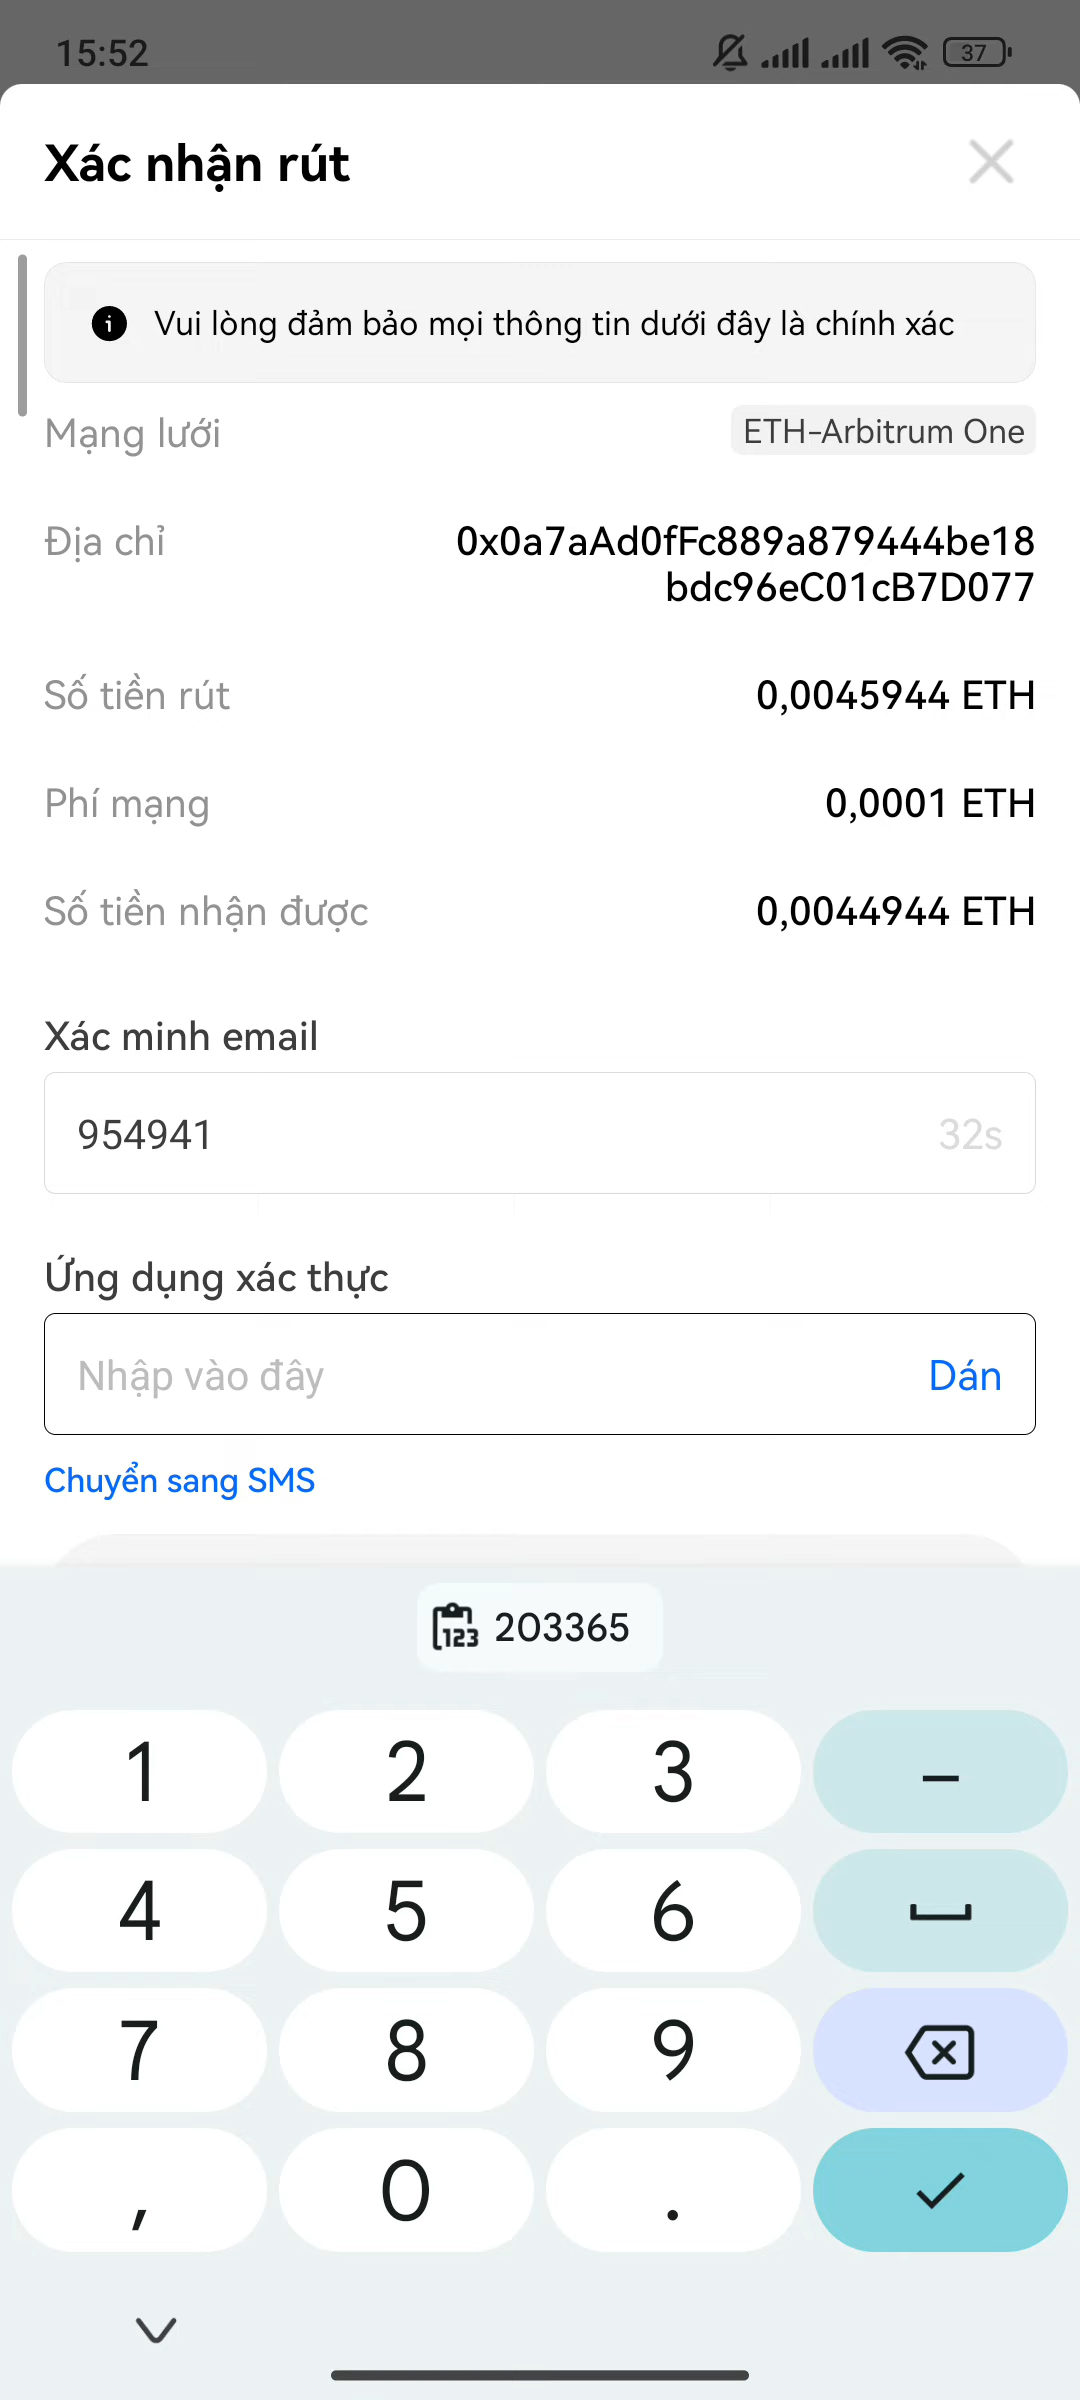 15:52
37
Xác nhận rút
Vui lòng đảm bảo mọi thông tin dưới đây là chính xác
Mạng lưới
ETH-Arbitrum One
Địa chỉ
0x0a7aAd0fFc889a879444be18
bdc96eC01cB7D077
Số tiền rút
0,0045944 ETH
Phí mạng
0,0001 ETH
Số tiền nhận được
0,0044944 ETH
Xác minh email
954941
32s
Ứng dụng xác thực
Nhập vào đây
Dán
Chuyển sang SMS
123
203365
1 2 3 –
4 5 6
7 8 9
, 0 .